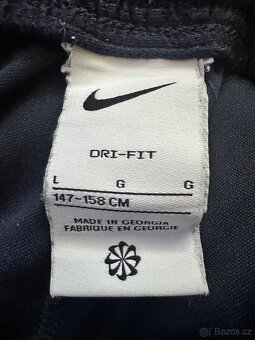 DRI-FIT
L G G
147-158 CM
MADE IN GEORGIA
FABRIQUE EN GEORGIE
Bazos.cz